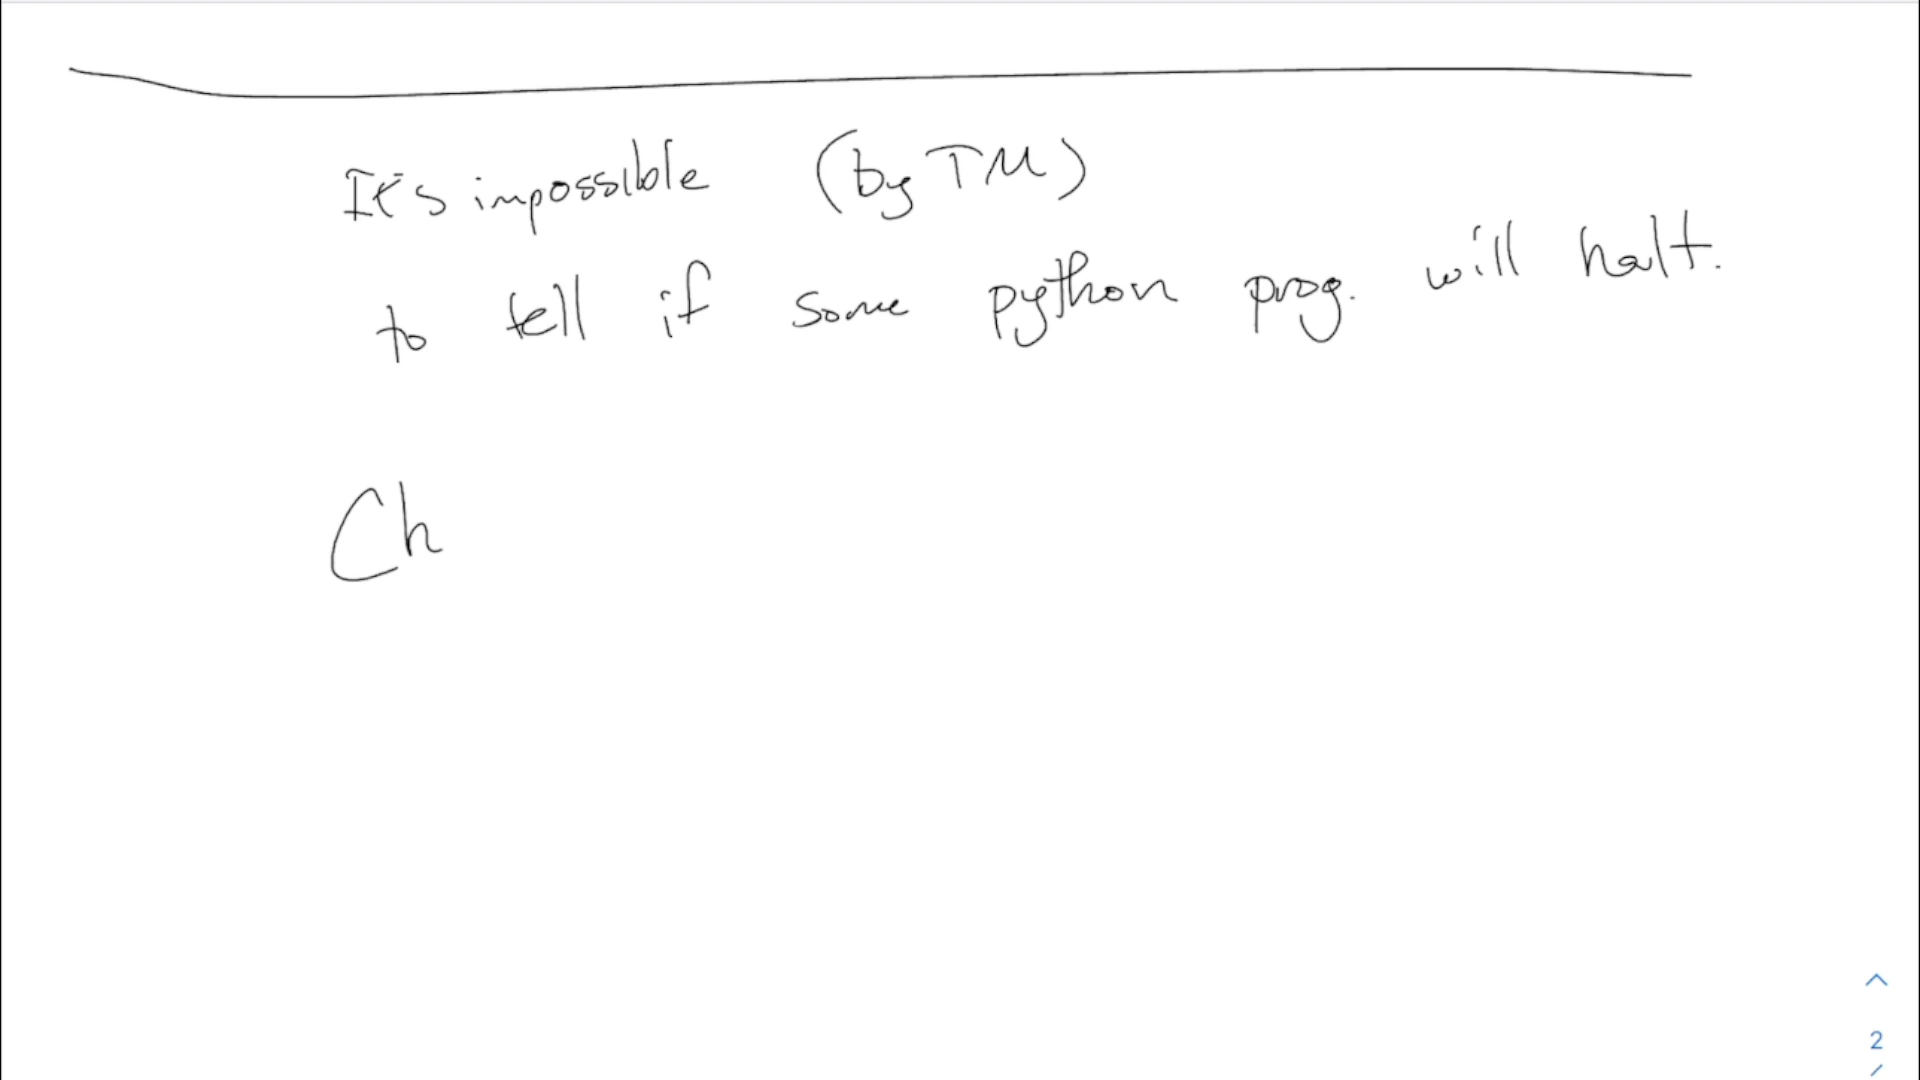 It's impossible (by TM)
to tell if some python prog. will halt.
Ch
2